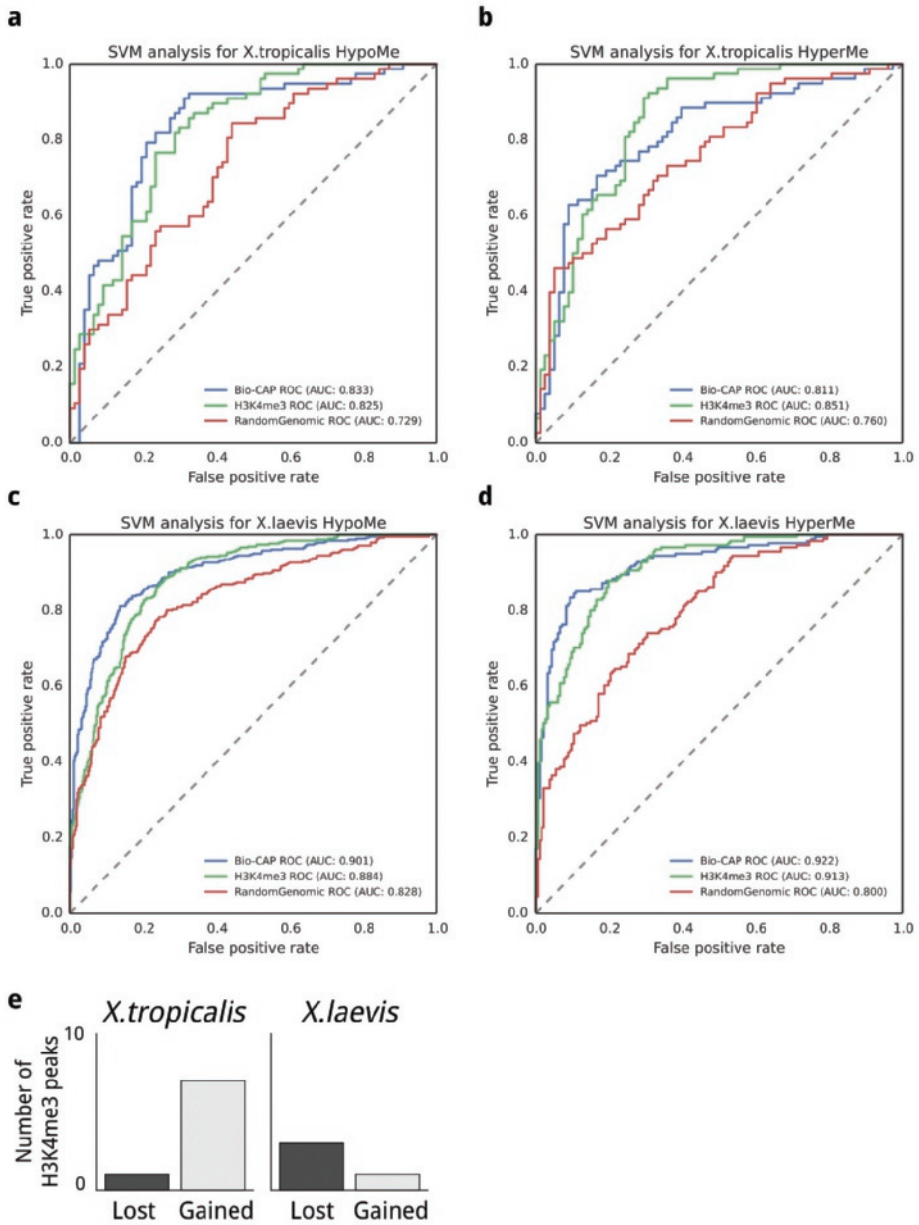 a
SVM analysis for X.tropicalis HypoMe
1.0
0.8
0.6
0.4
0.2
0.0
True positive rate
Bio-CAP ROC (AUC: 0.833)
H3K4me3 ROC (AUC: 0.825)
RandomGenomic ROC (AUC: 0.729)
0.0 0.2 0.4 0.6 0.8 1.0
False positive rate
b
SVM analysis for X.tropicalis HyperMe
1.0
0.8
0.6
0.4
0.2
0.0
True positive rate
Bio-CAP ROC (AUC: 0.811)
H3K4me3 ROC (AUC: 0.851)
RandomGenomic ROC (AUC: 0.760)
0.0 0.2 0.4 0.6 0.8 1.0
False positive rate
c
SVM analysis for X.laevis HypoMe
1.0
0.8
0.6
0.4
0.2
0.0
True positive rate
Bio-CAP ROC (AUC: 0.901)
H3K4me3 ROC (AUC: 0.884)
RandomGenomic ROC (AUC: 0.828)
0.0 0.2 0.4 0.6 0.8 1.0
False positive rate
d
SVM analysis for X.laevis HyperMe
1.0
0.8
0.6
0.4
0.2
0.0
True positive rate
Bio-CAP ROC (AUC: 0.922)
H3K4me3 ROC (AUC: 0.913)
RandomGenomic ROC (AUC: 0.800)
0.0 0.2 0.4 0.6 0.8 1.0
False positive rate
e
X.tropicalis X.laevis
10
0
Number of
H3K4me3 peaks
Lost Gained Lost Gained